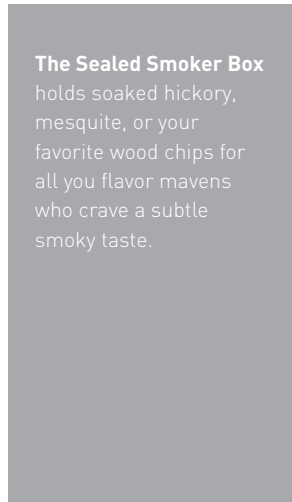 The Sealed Smoker Box
holds soaked hickory,
mesquite, or your
favorite wood chips for
all you flavor mavens
who crave a subtle
smoky taste.